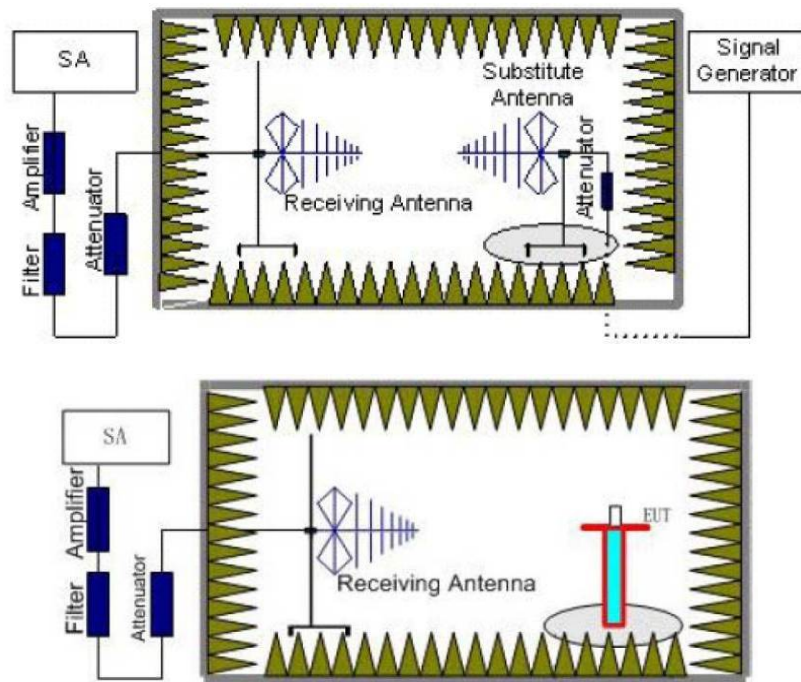 SA
Signal
Generator
Substitute
Antenna
Amplifier
Attenuator
Receiving Antenna
Attenuator
Filter
SA
Amplifier
EUT
Receiving Antenna
Filter
Attenuator